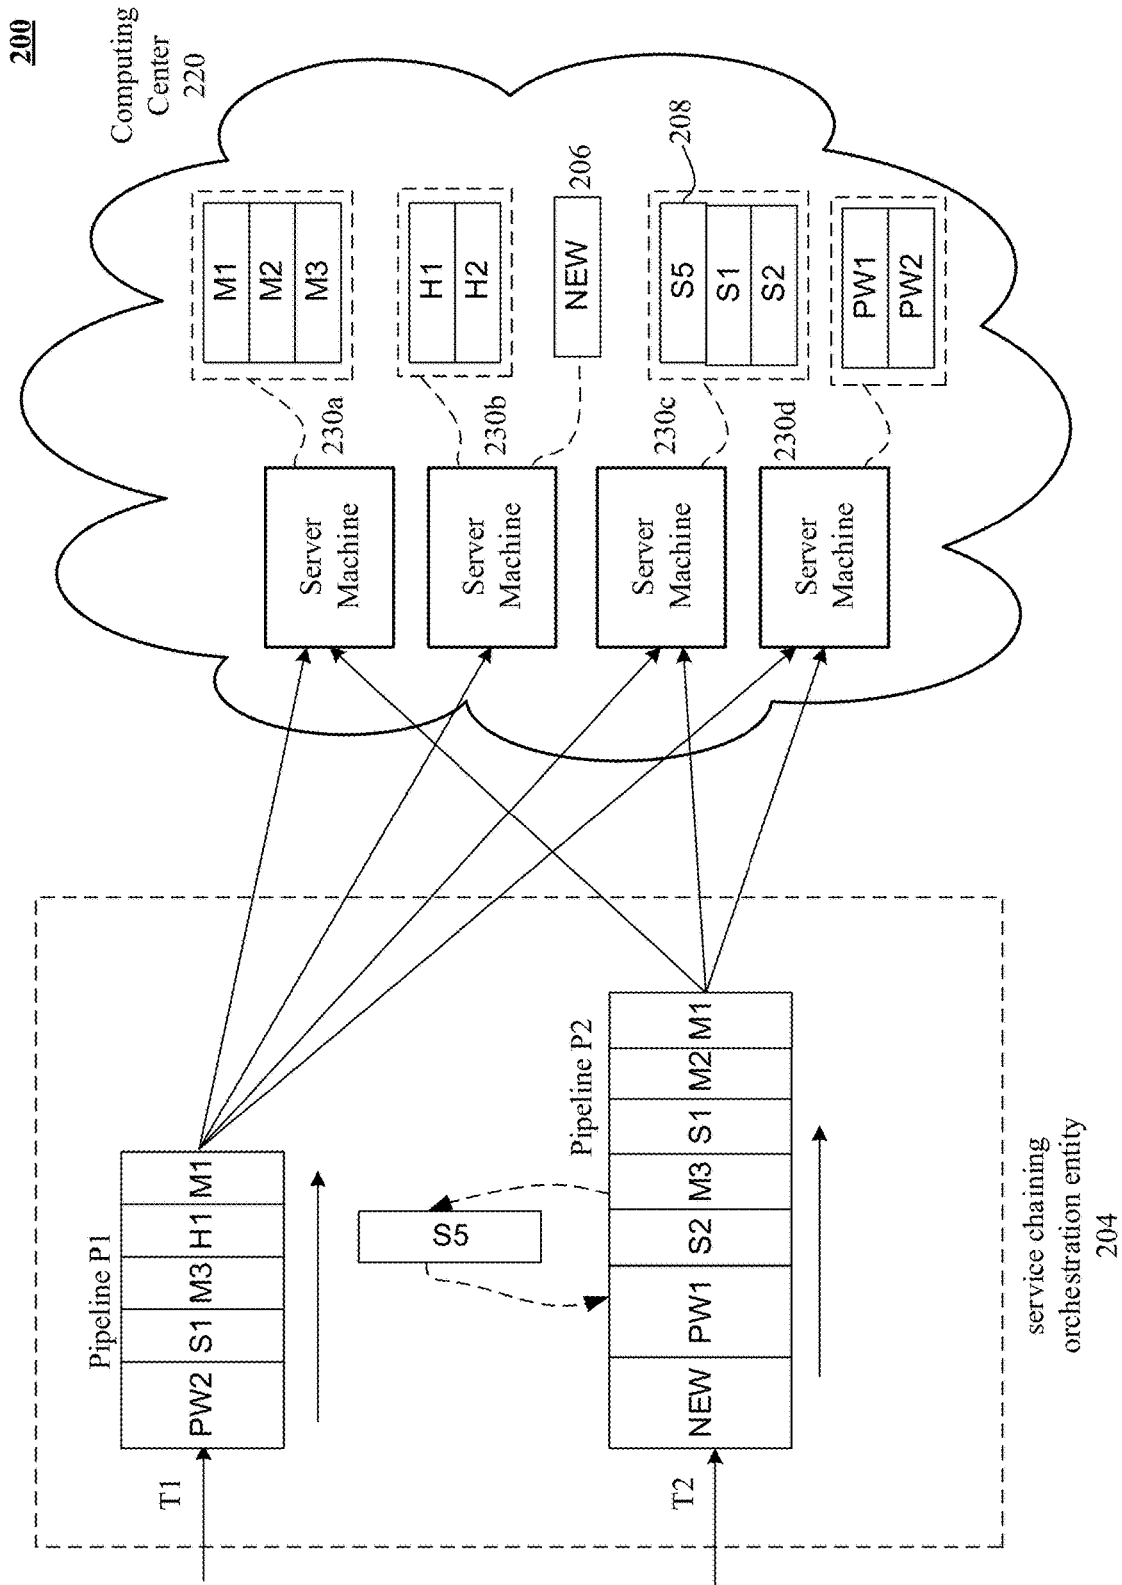 200
Computing
Center
220
M1
M2
M3
H1
H2
NEW
206
S5
S1
S2
208
PW1
PW2
230a
230b
230c
230d
Server
Machine
Server
Machine
Server
Machine
Server
Machine
Pipeline P1
PW2 S1 M3 H1 M1
T1
S5
Pipeline P2
NEW PW1 S2 M3 S1 M2 M1
T2
service chaining
orchestration entity
204